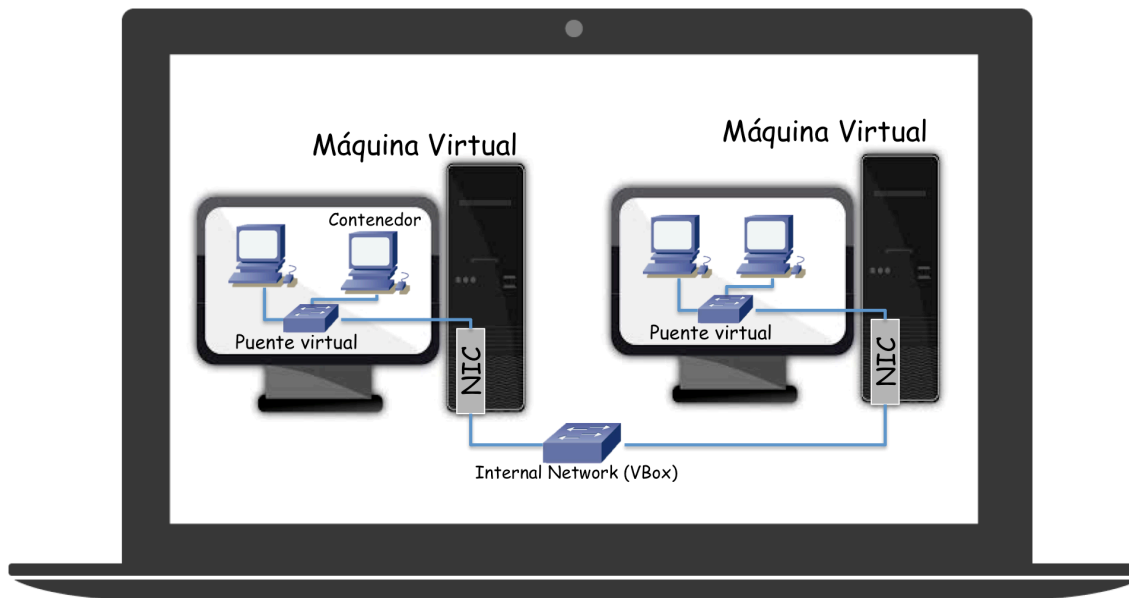 Máquina Virtual
Máquina Virtual
Contenedor
Puente virtual
Puente virtual
NIC
NIC
Internal Network (VBox)